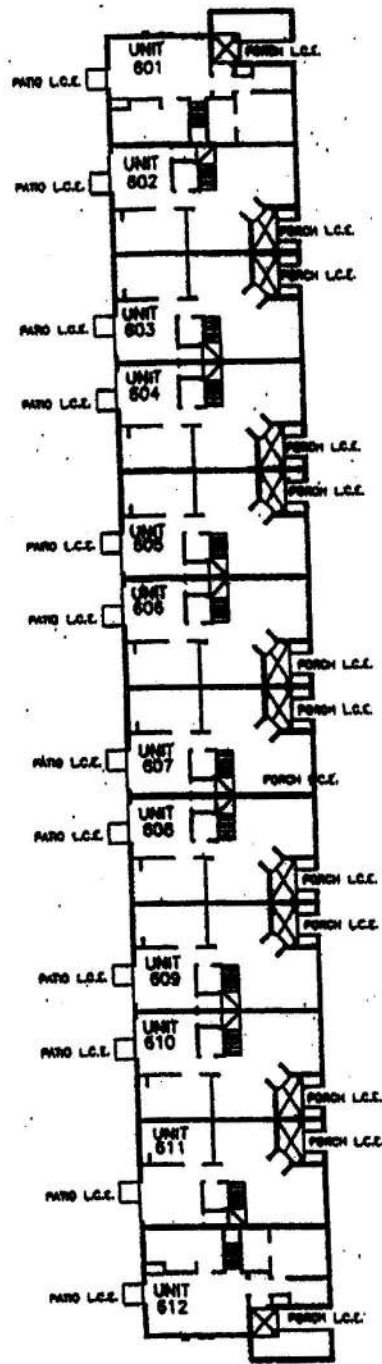 UNIT
601
PORCH L.C.E.
PATIO L.C.E.
UNIT
602
PATIO L.C.E.
PORCH L.C.E.
PORCH L.C.E.
PATIO L.C.E.
UNIT
603
UNIT
604
PATIO L.C.E.
PORCH L.C.E.
PORCH L.C.E.
PATIO L.C.E.
UNIT
605
UNIT
606
PATIO L.C.E.
PORCH L.C.E.
PORCH L.C.E.
PATIO L.C.E.
UNIT
607
PORCH L.C.E.
UNIT
608
PATIO L.C.E.
PORCH L.C.E.
PORCH L.C.E.
PATIO L.C.E.
UNIT
609
UNIT
610
PATIO L.C.E.
PORCH L.C.E.
UNIT
611
PORCH L.C.E.
PATIO L.C.E.
UNIT
612
PATIO L.C.E.
PORCH L.C.E.